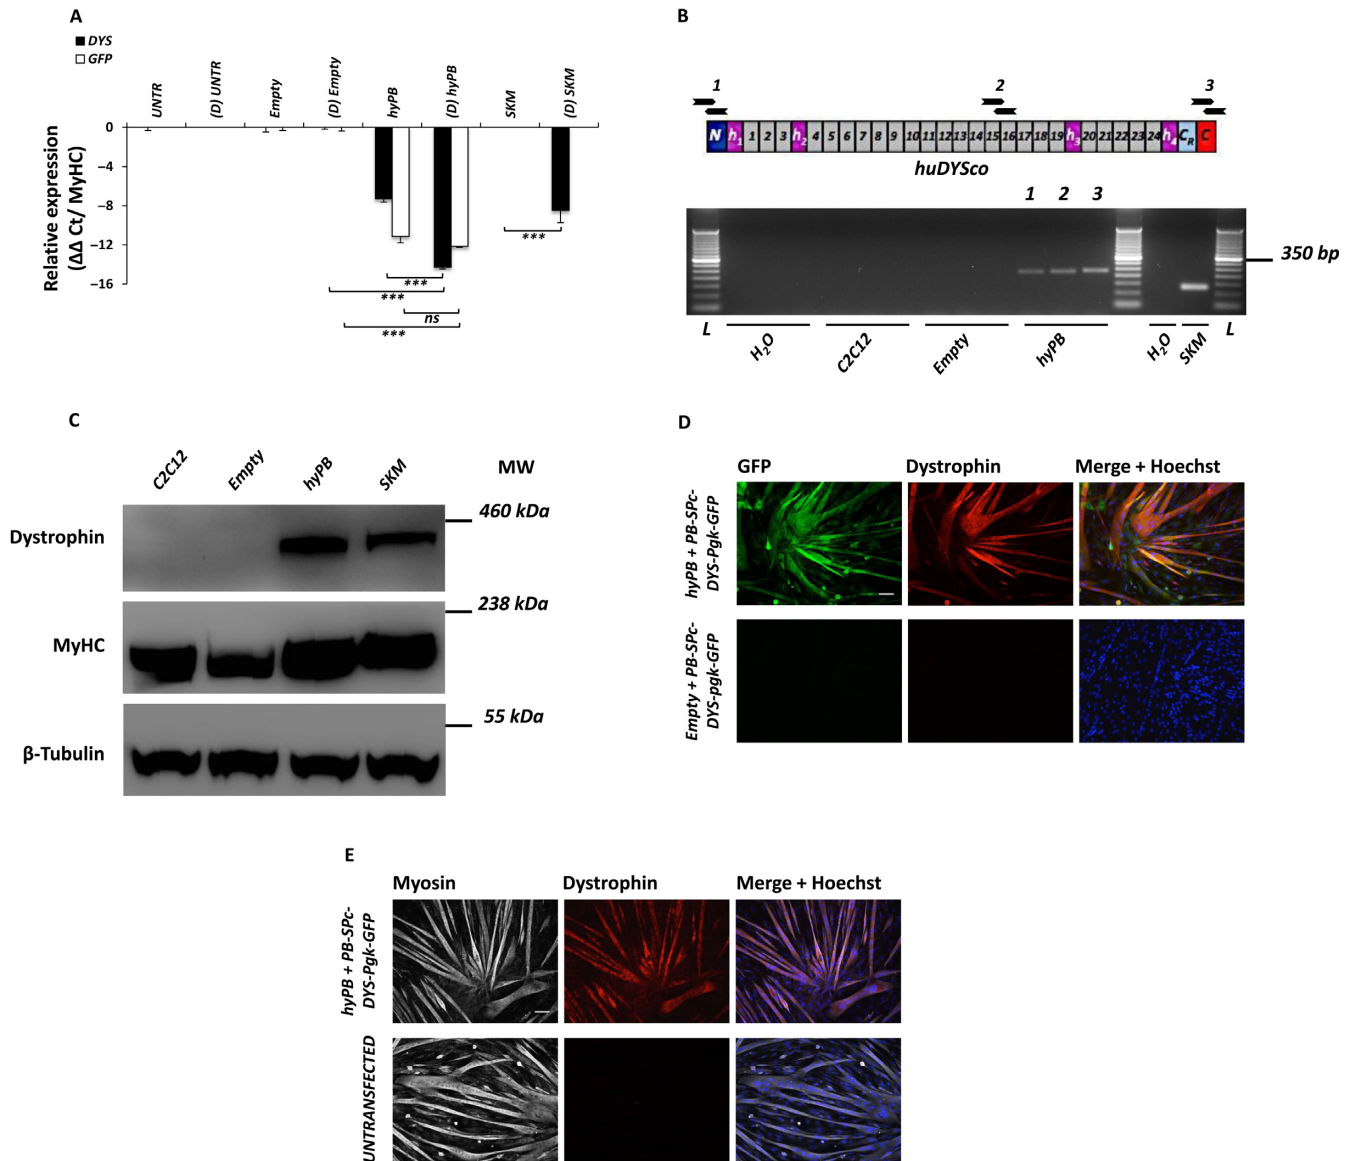 A
DYS
GFP
UNTR
(D) UNTR
Empty
(D) Empty
hyPB
(D) hyPB
SKM
(D) SKM
Relative expression
(ΔΔ Ct/ MyHC)
0
−4
−8
−12
−16
***
***
***
ns
***
B
1 2 3
N h1 1 2 3 h2 4 5 6 7 8 9 10 11 12 13 14 15 16 17 18 19 h3 20 21 22 23 24 h4 CR C
huDYSco
1 2 3
350 bp
L H2O C2C12 Empty hyPB H2O SKM L
C
C2C12 Empty hyPB SKM MW
460 kDa
Dystrophin
238 kDa
MyHC
55 kDa
β-Tubulin
D
GFP Dystrophin Merge + Hoechst
hyPB + PB-SPc-
DYS-Pgk-GFP
Empty + PB-SPc-
DYS-pgk-GFP
E
Myosin Dystrophin Merge + Hoechst
hyPB + PB-SPc-
DYS-Pgk-GFP
UNTRANSFECTED